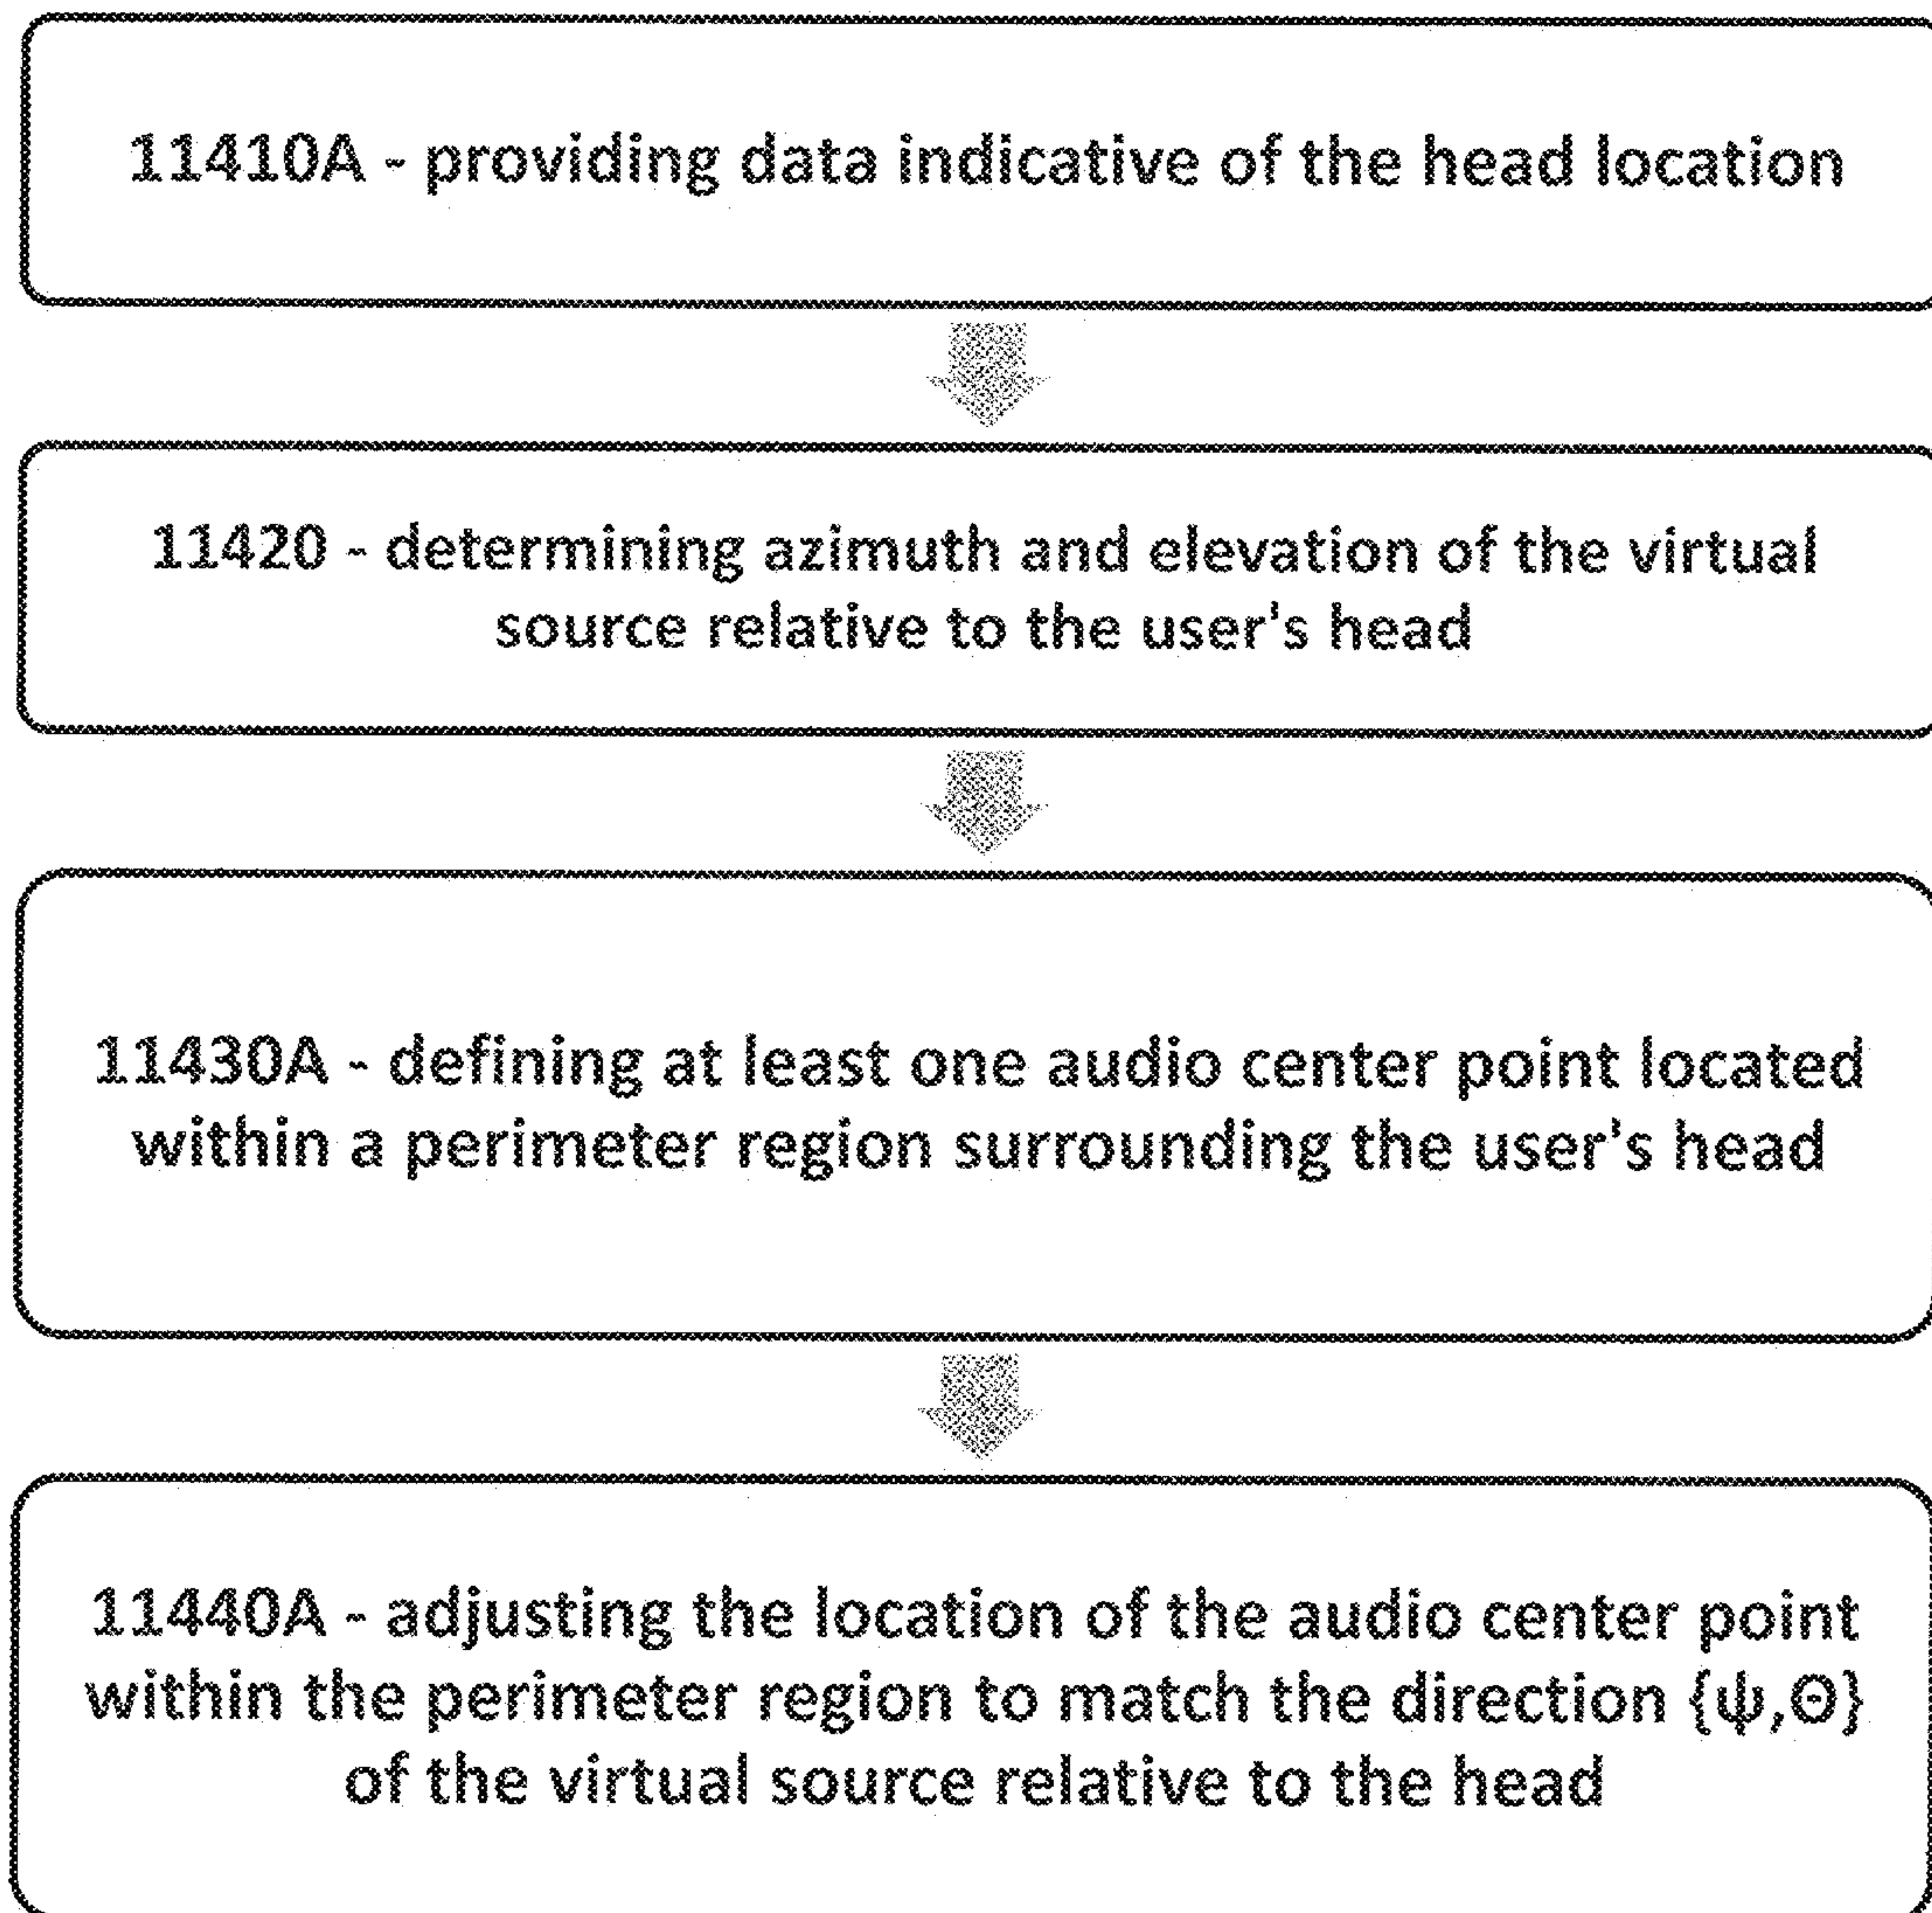 11410A - providing data indicative of the head location
11420 - determining azimuth and elevation of the virtual
source relative to the user's head
11430A - defining at least one audio center point located
within a perimeter region surrounding the user's head
11440A - adjusting the location of the audio center point
within the perimeter region to match the direction {ψ,Θ}
of the virtual source relative to the head